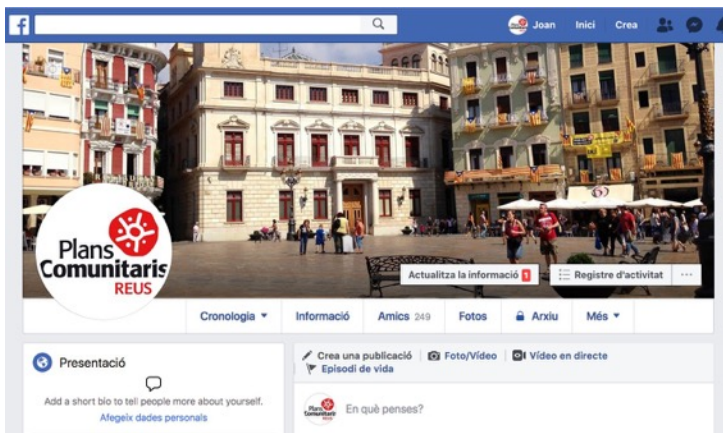 f
Joan Inici Crea
Plans
Comunitaris
REUS
Actualitza la informació 1 Registre d'activitat ...
Cronologia Informació Amics 249 Fotos Arxiu Més
Presentació
Add a short bio to tell people more about yourself.
Afegeix dades personals
Crea una publicació Foto/Vídeo Vídeo en directe
Episodi de vida
Plans
Comunitaris
En què penses?